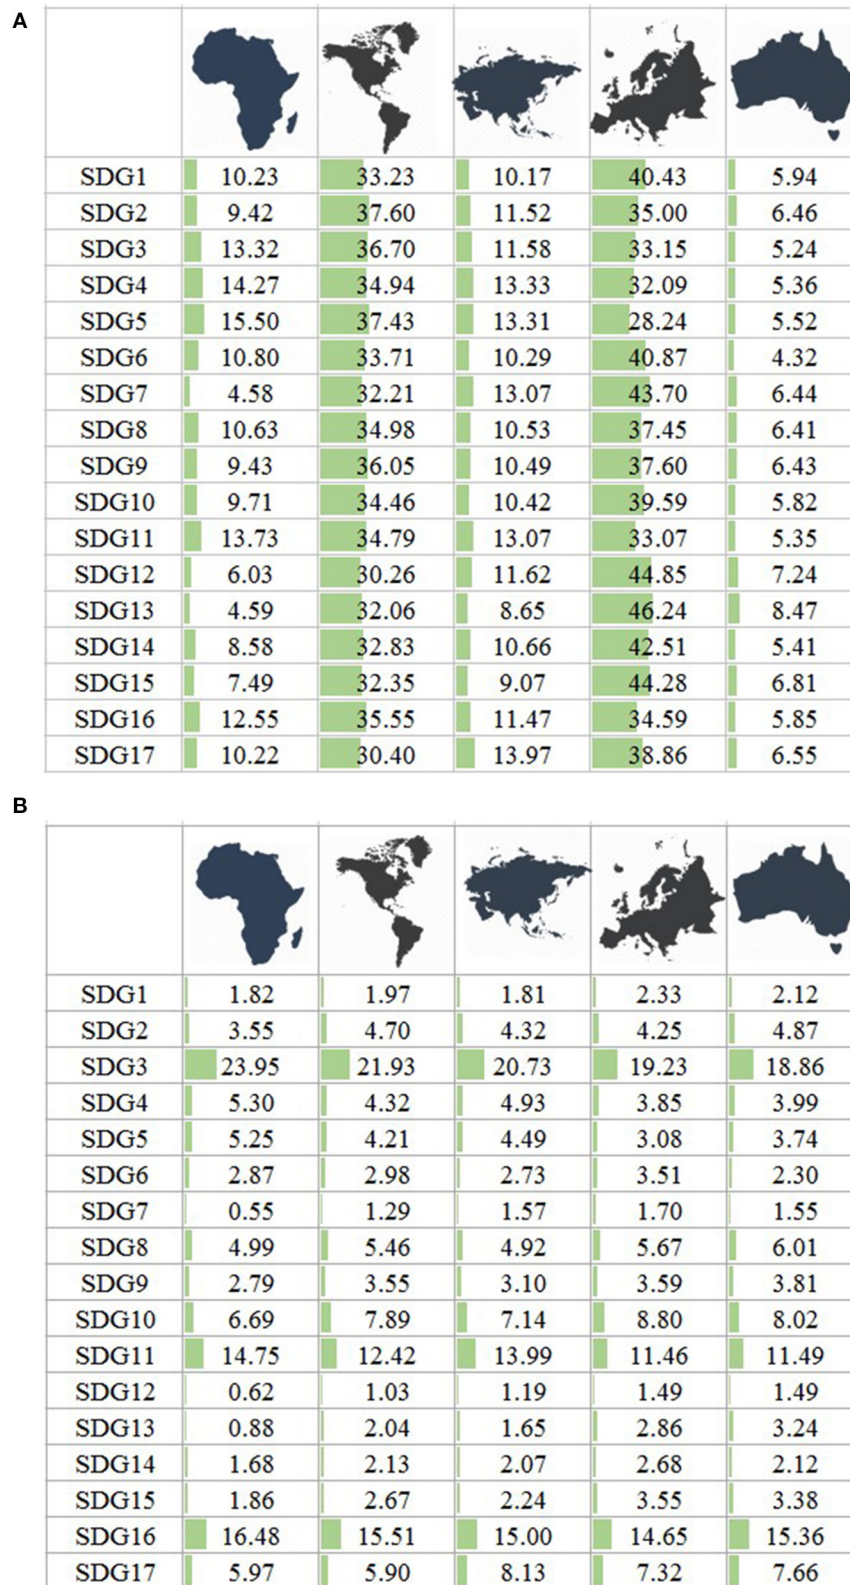 A
SDG1 10.23 33.23 10.17 40.43 5.94
SDG2 9.42 37.60 11.52 35.00 6.46
SDG3 13.32 36.70 11.58 33.15 5.24
SDG4 14.27 34.94 13.33 32.09 5.36
SDG5 15.50 37.43 13.31 28.24 5.52
SDG6 10.80 33.71 10.29 40.87 4.32
SDG7 4.58 32.21 13.07 43.70 6.44
SDG8 10.63 34.98 10.53 37.45 6.41
SDG9 9.43 36.05 10.49 37.60 6.43
SDG10 9.71 34.46 10.42 39.59 5.82
SDG11 13.73 34.79 13.07 33.07 5.35
SDG12 6.03 30.26 11.62 44.85 7.24
SDG13 4.59 32.06 8.65 46.24 8.47
SDG14 8.58 32.83 10.66 42.51 5.41
SDG15 7.49 32.35 9.07 44.28 6.81
SDG16 12.55 35.55 11.47 34.59 5.85
SDG17 10.22 30.40 13.97 38.86 6.55
B
SDG1 1.82 1.97 1.81 2.33 2.12
SDG2 3.55 4.70 4.32 4.25 4.87
SDG3 23.95 21.93 20.73 19.23 18.86
SDG4 5.30 4.32 4.93 3.85 3.99
SDG5 5.25 4.21 4.49 3.08 3.74
SDG6 2.87 2.98 2.73 3.51 2.30
SDG7 0.55 1.29 1.57 1.70 1.55
SDG8 4.99 5.46 4.92 5.67 6.01
SDG9 2.79 3.55 3.10 3.59 3.81
SDG10 6.69 7.89 7.14 8.80 8.02
SDG11 14.75 12.42 13.99 11.46 11.49
SDG12 0.62 1.03 1.19 1.49 1.49
SDG13 0.88 2.04 1.65 2.86 3.24
SDG14 1.68 2.13 2.07 2.68 2.12
SDG15 1.86 2.67 2.24 3.55 3.38
SDG16 16.48 15.51 15.00 14.65 15.36
SDG17 5.97 5.90 8.13 7.32 7.66